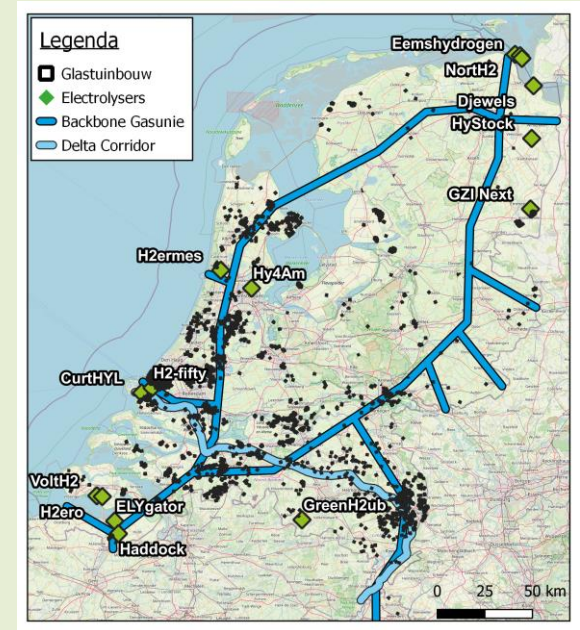 Legenda
Glastuinbouw
Electrolysers
Backbone Gasunie
Delta Corridor
Eemshydrogen
NortH2
Djewels
HyStock
GZI Next
H2ermes
Hy4Am
H2-fifty
CurtHYL
VoltH2
ELYgator
H2ero
Haddock
GreenH2ub
0 25 50 km